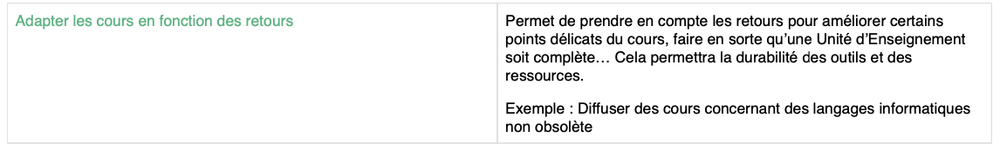 Adapter les cours en fonction des retours
Permet de prendre en compte les retours pour améliorer certains
points délicats du cours, faire en sorte qu’une Unité d’Enseignement
soit complète… Cela permettra la durabilité des outils et des
ressources.
Exemple : Diffuser des cours concernant des langages informatiques
non obsolète